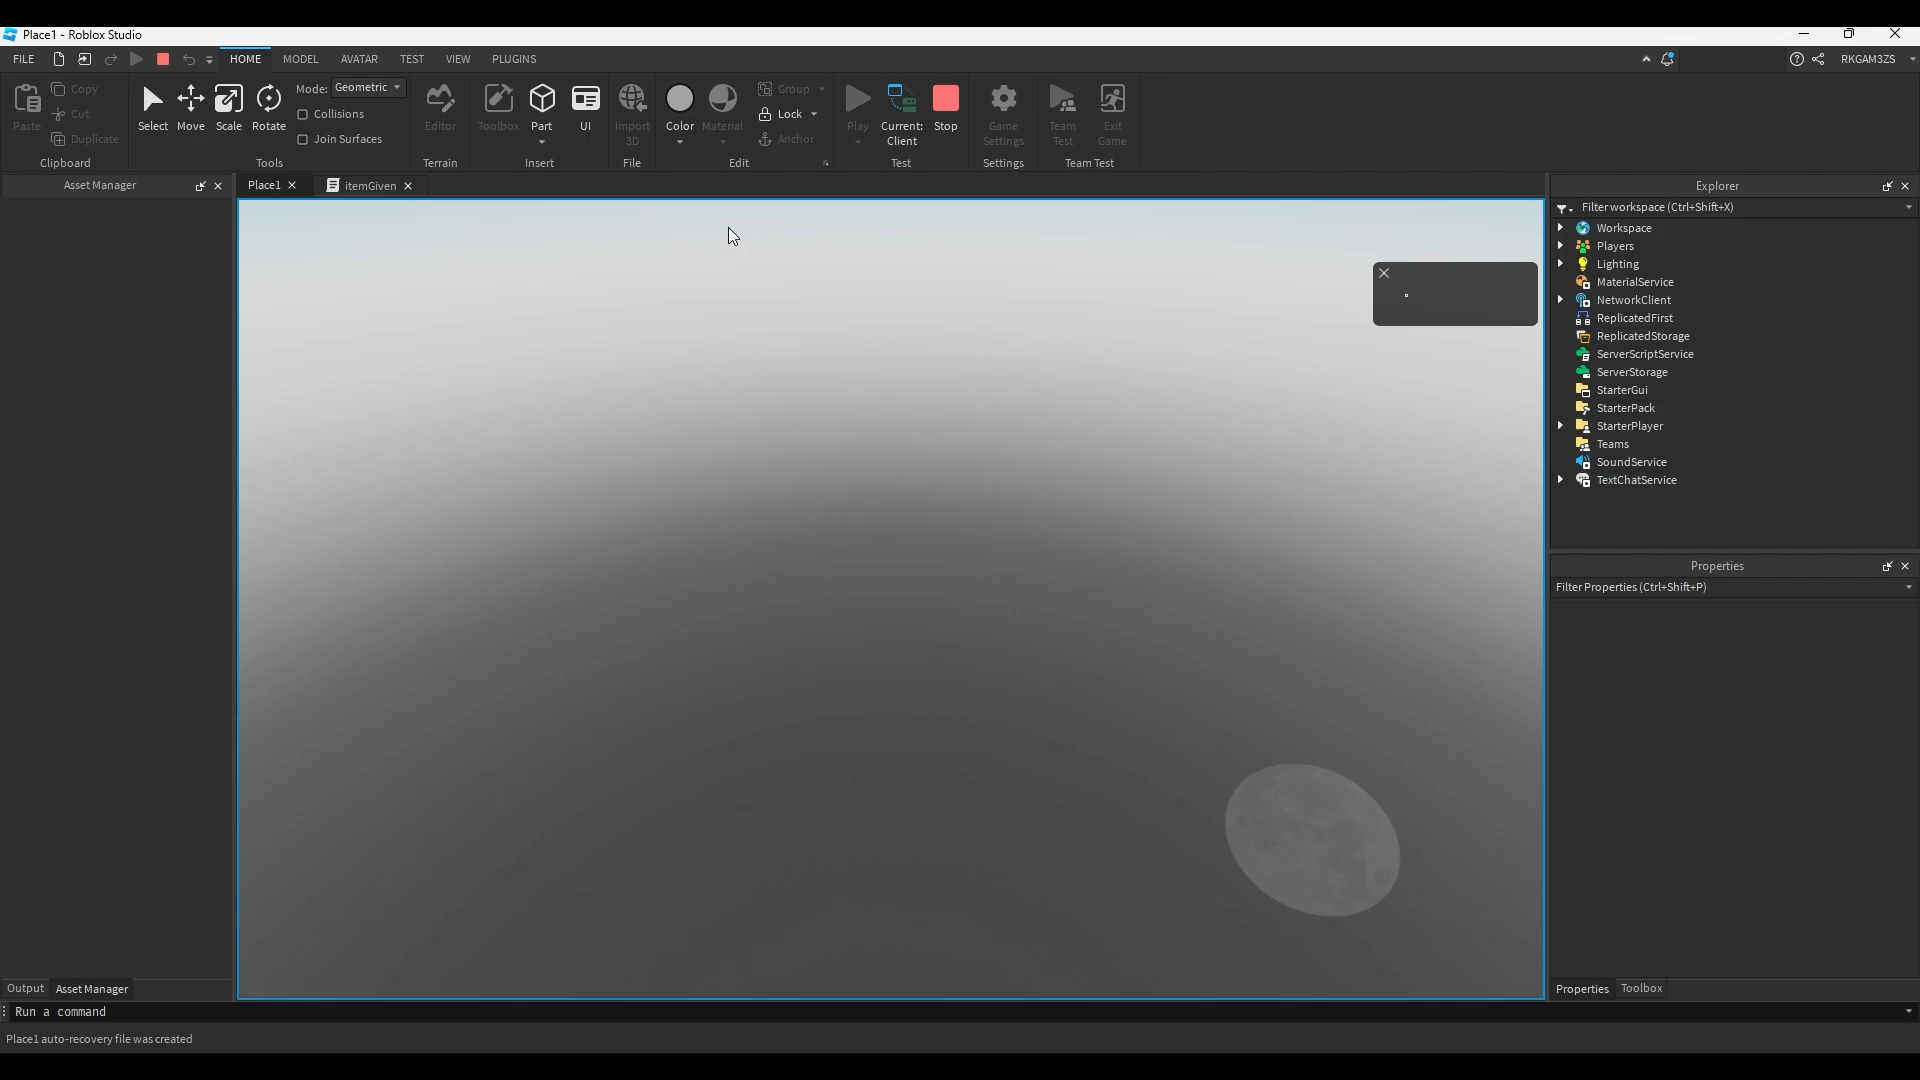 Place1 - Roblox Studio
FILE HOME MODEL AVATAR TEST VIEW PLUGINS RKGAM3ZS
Paste Copy Cut Duplicate
Clipboard
Select Move Scale Rotate
Mode: Geometric
Collisions
Join Surfaces
Tools
Editor
Terrain
Toolbox Part UI
Insert
Import 3D
File
Color Material Group Lock Anchor
Edit
Play Current: Client Stop
Test
Game Settings
Settings
Team Test Exit Game
Team Test
Asset Manager
Place1 itemGiven
Explorer
Filter workspace (Ctrl+Shift+X)
Workspace
Players
Lighting
MaterialService
NetworkClient
ReplicatedFirst
ReplicatedStorage
ServerScriptService
ServerStorage
StarterGui
StarterPack
StarterPlayer
Teams
SoundService
TextChatService
Properties
Filter Properties (Ctrl+Shift+P)
Output Asset Manager
Properties Toolbox
Run a command
Place1 auto-recovery file was created